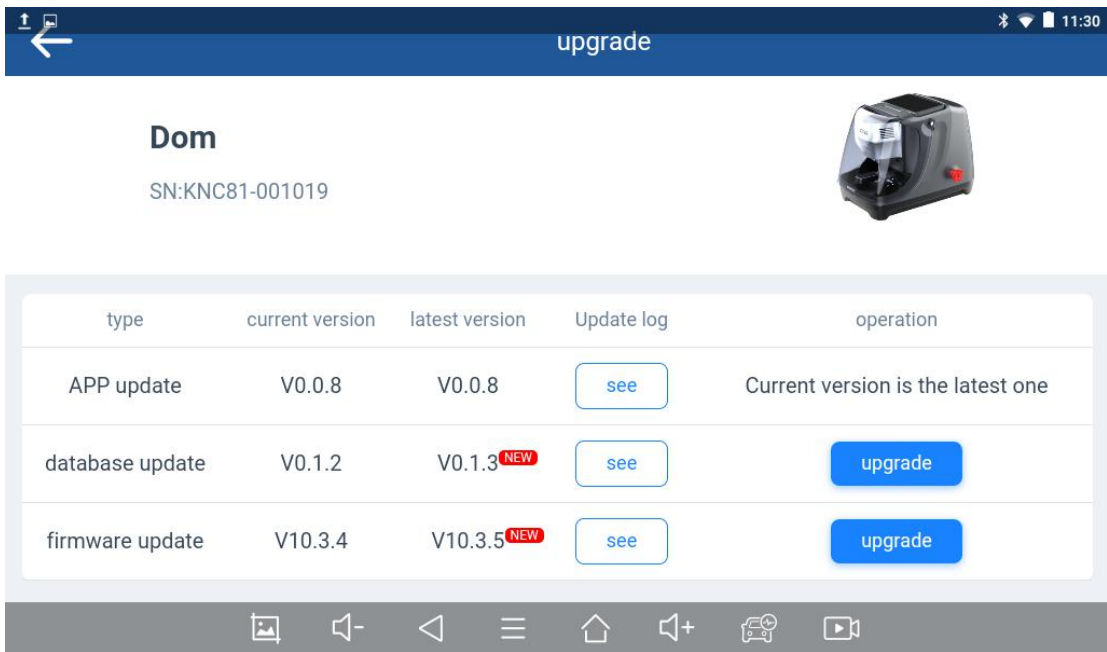 11:30
upgrade
Dom
SN:KNC81-001019
type current version latest version Update log operation
APP update V0.0.8 V0.0.8 see Current version is the latest one
database update V0.1.2 V0.1.3 NEW see upgrade
firmware update V10.3.4 V10.3.5 NEW see upgrade